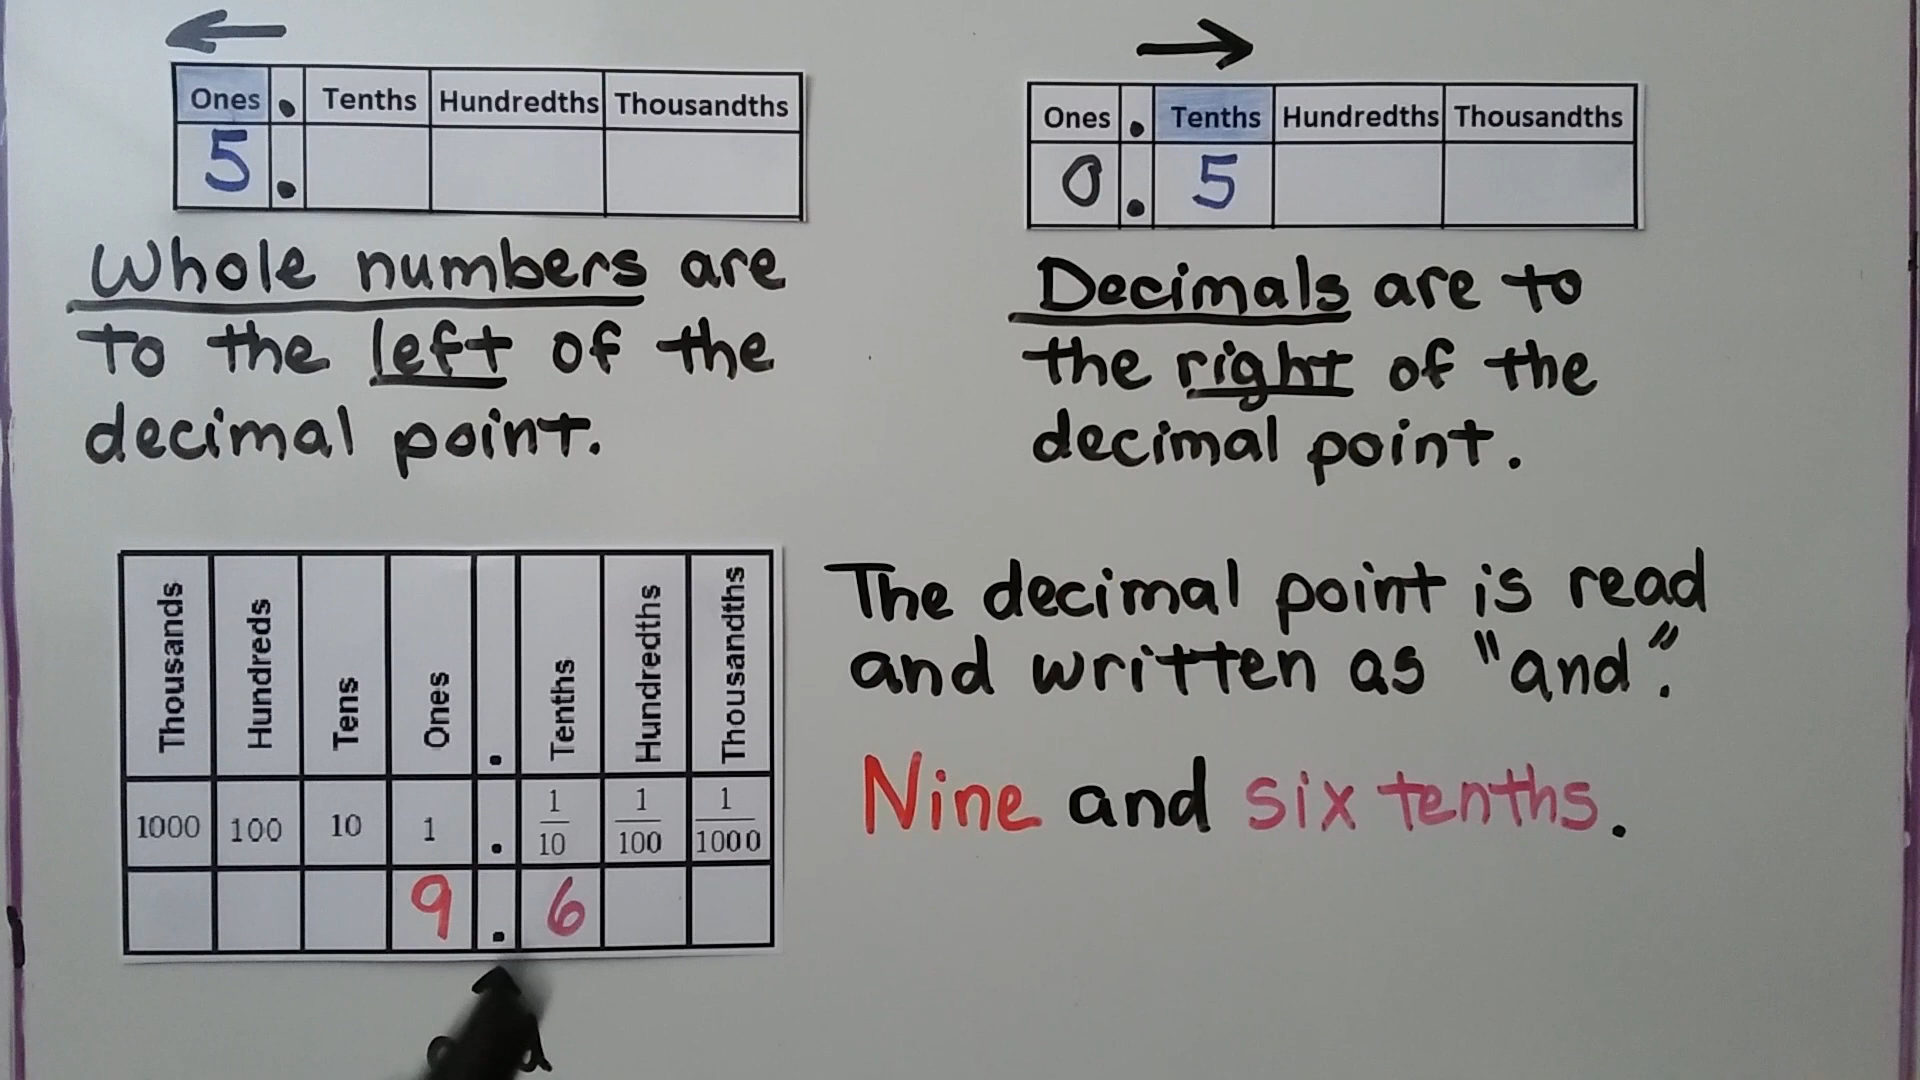 Ones . Tenths Hundredths Thousandths
5 .
Whole numbers are
to the left of the
decimal point.
Ones . Tenths Hundredths Thousandths
0 . 5
Decimals are to
the right of the
decimal point.
Thousands Hundreds Tens Ones . Tenths Hundredths Thousandths
1000 100 10 1 . 1/10 1/100 1/1000
9 . 6
The decimal point is read
and written as "and".
Nine and six tenths.